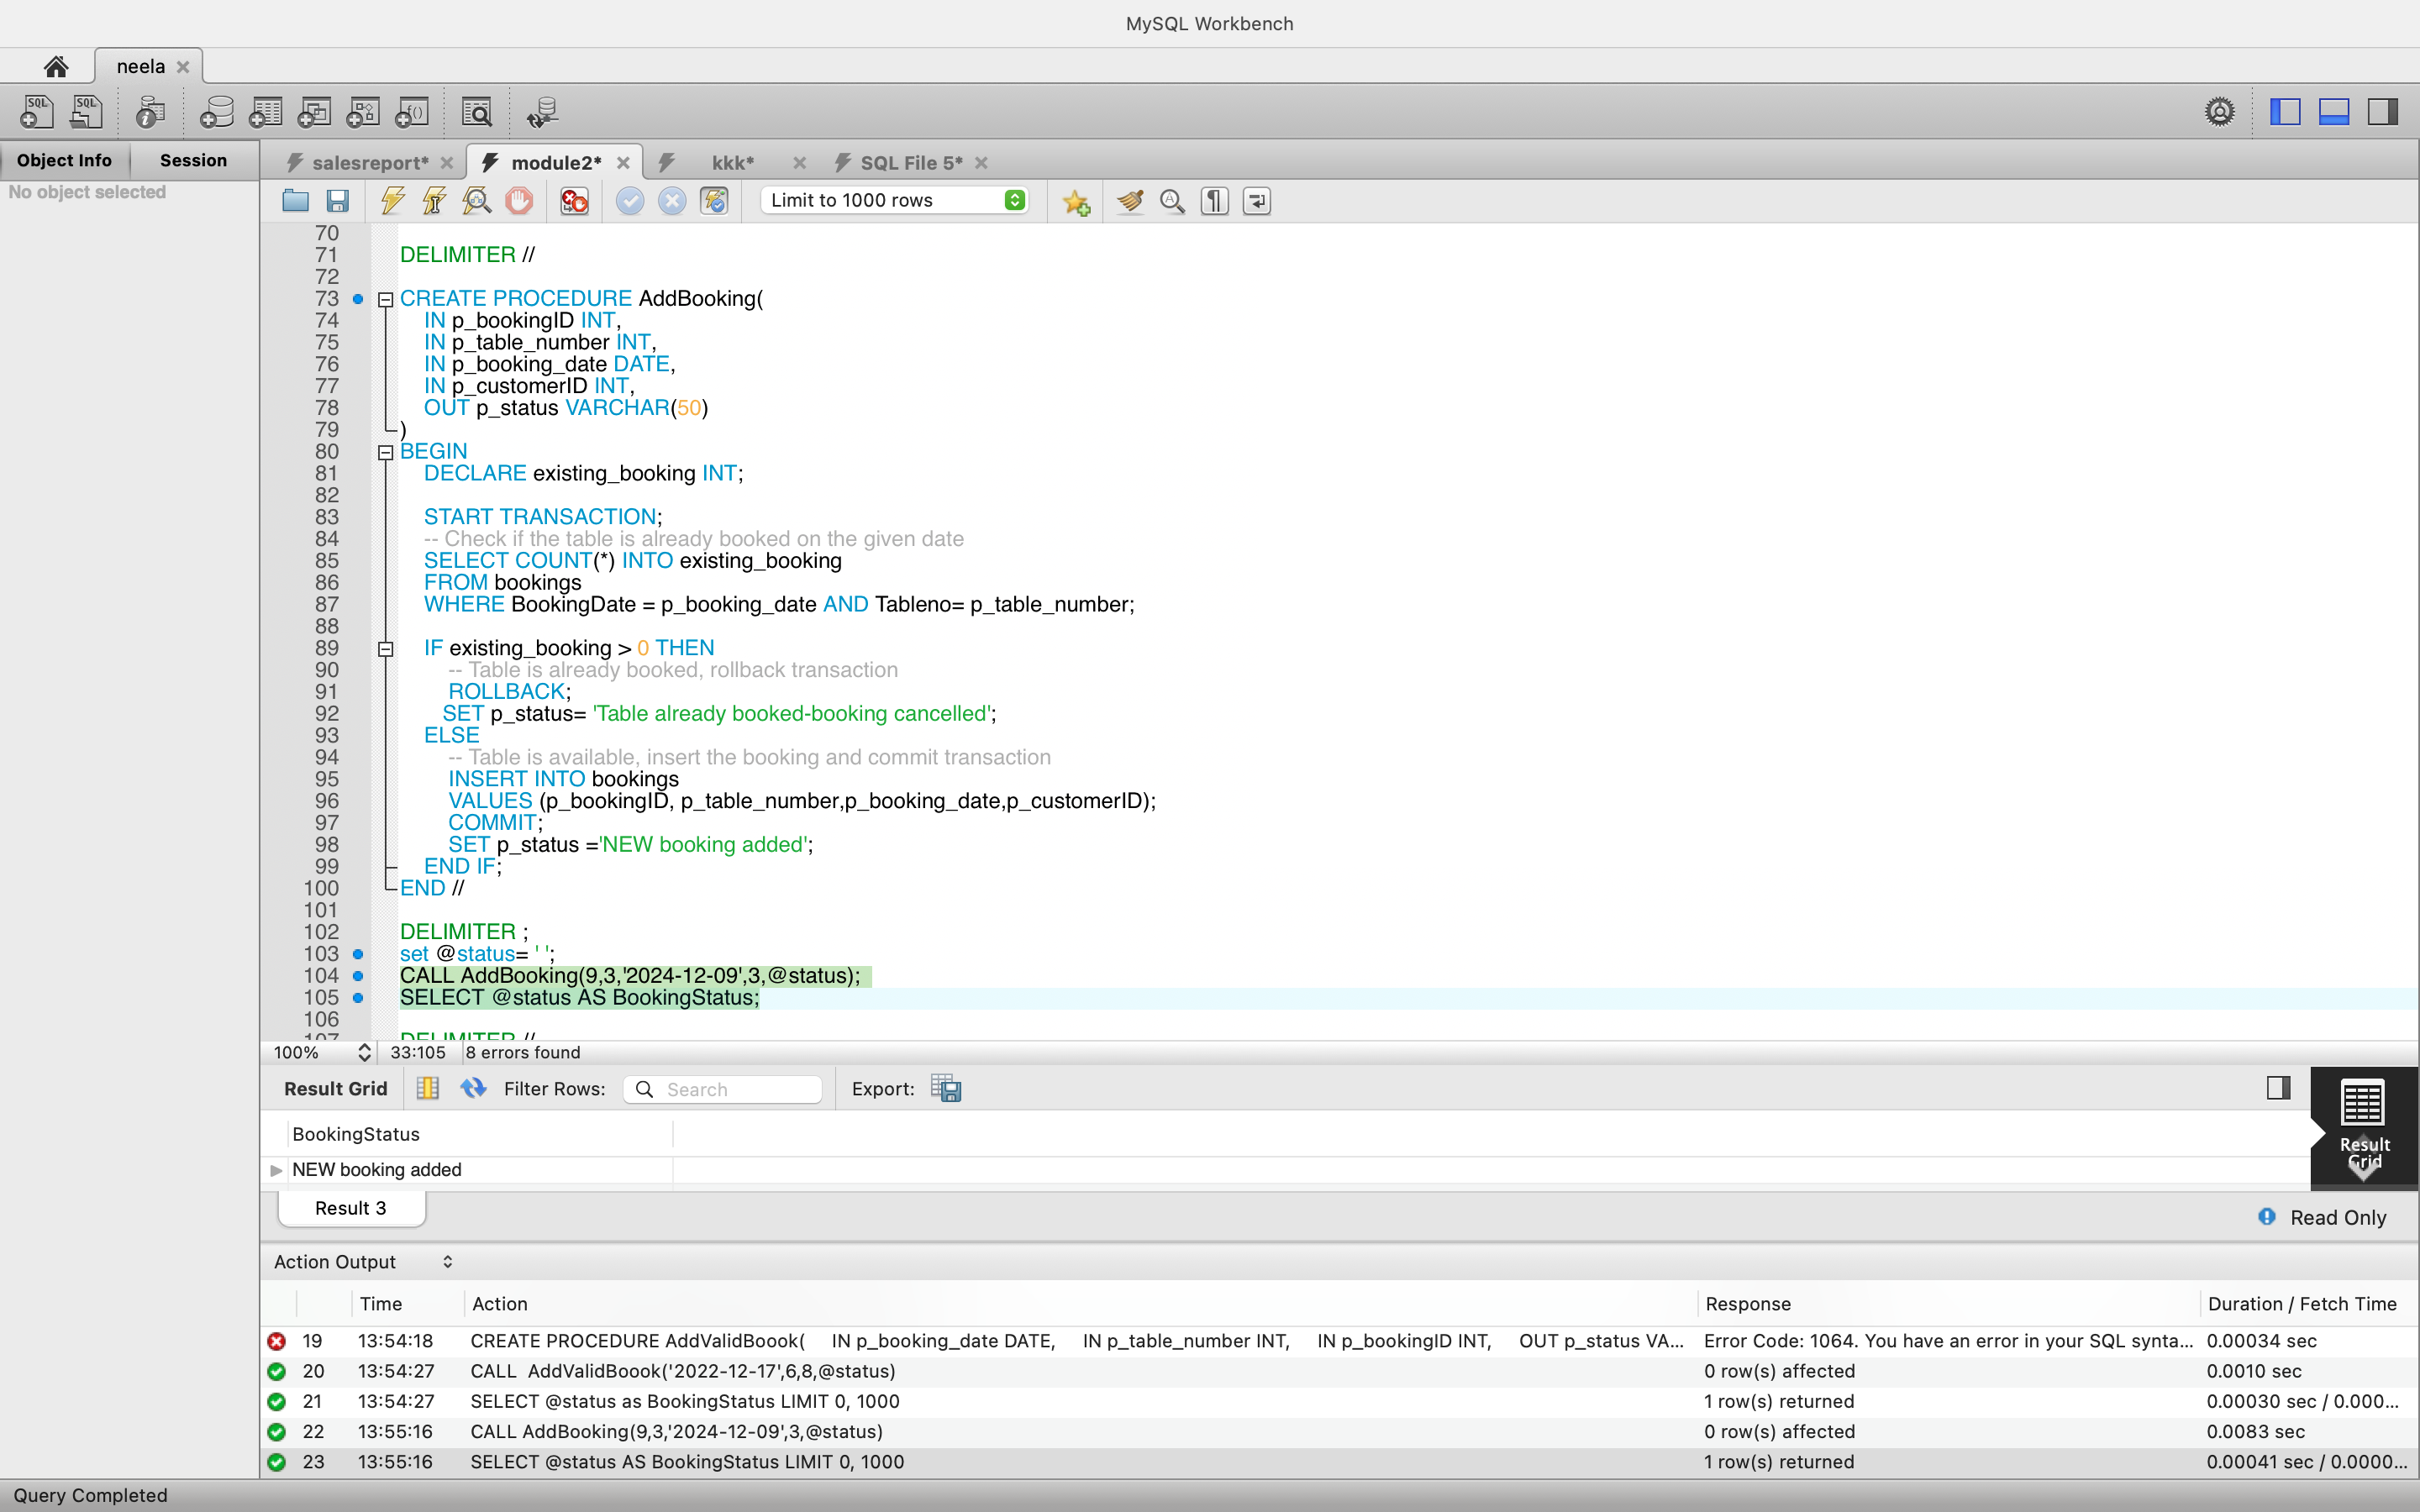 MySQL Workbench
neela
Object Info Session
No object selected
salesreport* module2* kkk* SQL File 5*
Limit to 1000 rows
70
71 DELIMITER //
72
73 CREATE PROCEDURE AddBooking(
74 IN p_bookingID INT,
75 IN p_table_number INT,
76 IN p_booking_date DATE,
77 IN p_customerID INT,
78 OUT p_status VARCHAR(50)
79 )
80 BEGIN
81 DECLARE existing_booking INT;
82
83 START TRANSACTION;
84 -- Check if the table is already booked on the given date
85 SELECT COUNT(*) INTO existing_booking
86 FROM bookings
87 WHERE BookingDate = p_booking_date AND Tableno= p_table_number;
88
89 IF existing_booking > 0 THEN
90 -- Table is already booked, rollback transaction
91 ROLLBACK;
92 SET p_status= 'Table already booked-booking cancelled';
93 ELSE
94 -- Table is available, insert the booking and commit transaction
95 INSERT INTO bookings
96 VALUES (p_bookingID, p_table_number,p_booking_date,p_customerID);
97 COMMIT;
98 SET p_status ='NEW booking added';
99 END IF;
100 END //
101
102 DELIMITER ;
103 set @status= ' ';
104 CALL AddBooking(9,3,'2024-12-09',3,@status);
105 SELECT @status AS BookingStatus;
106
107 DELIMITER //
100% 33:105 8 errors found
Result Grid Filter Rows: Search Export:
BookingStatus
NEW booking added
Result Grid
Result 3
Read Only
Action Output
Time Action Response Duration / Fetch Time
19 13:54:18 CREATE PROCEDURE AddValidBoook( IN p_booking_date DATE, IN p_table_number INT, IN p_bookingID INT, OUT p_status VA... Error Code: 1064. You have an error in your SQL synta... 0.00034 sec
20 13:54:27 CALL AddValidBoook('2022-12-17',6,8,@status) 0 row(s) affected 0.0010 sec
21 13:54:27 SELECT @status as BookingStatus LIMIT 0, 1000 1 row(s) returned 0.00030 sec / 0.000...
22 13:55:16 CALL AddBooking(9,3,'2024-12-09',3,@status) 0 row(s) affected 0.0083 sec
23 13:55:16 SELECT @status AS BookingStatus LIMIT 0, 1000 1 row(s) returned 0.00041 sec / 0.0000...
Query Completed